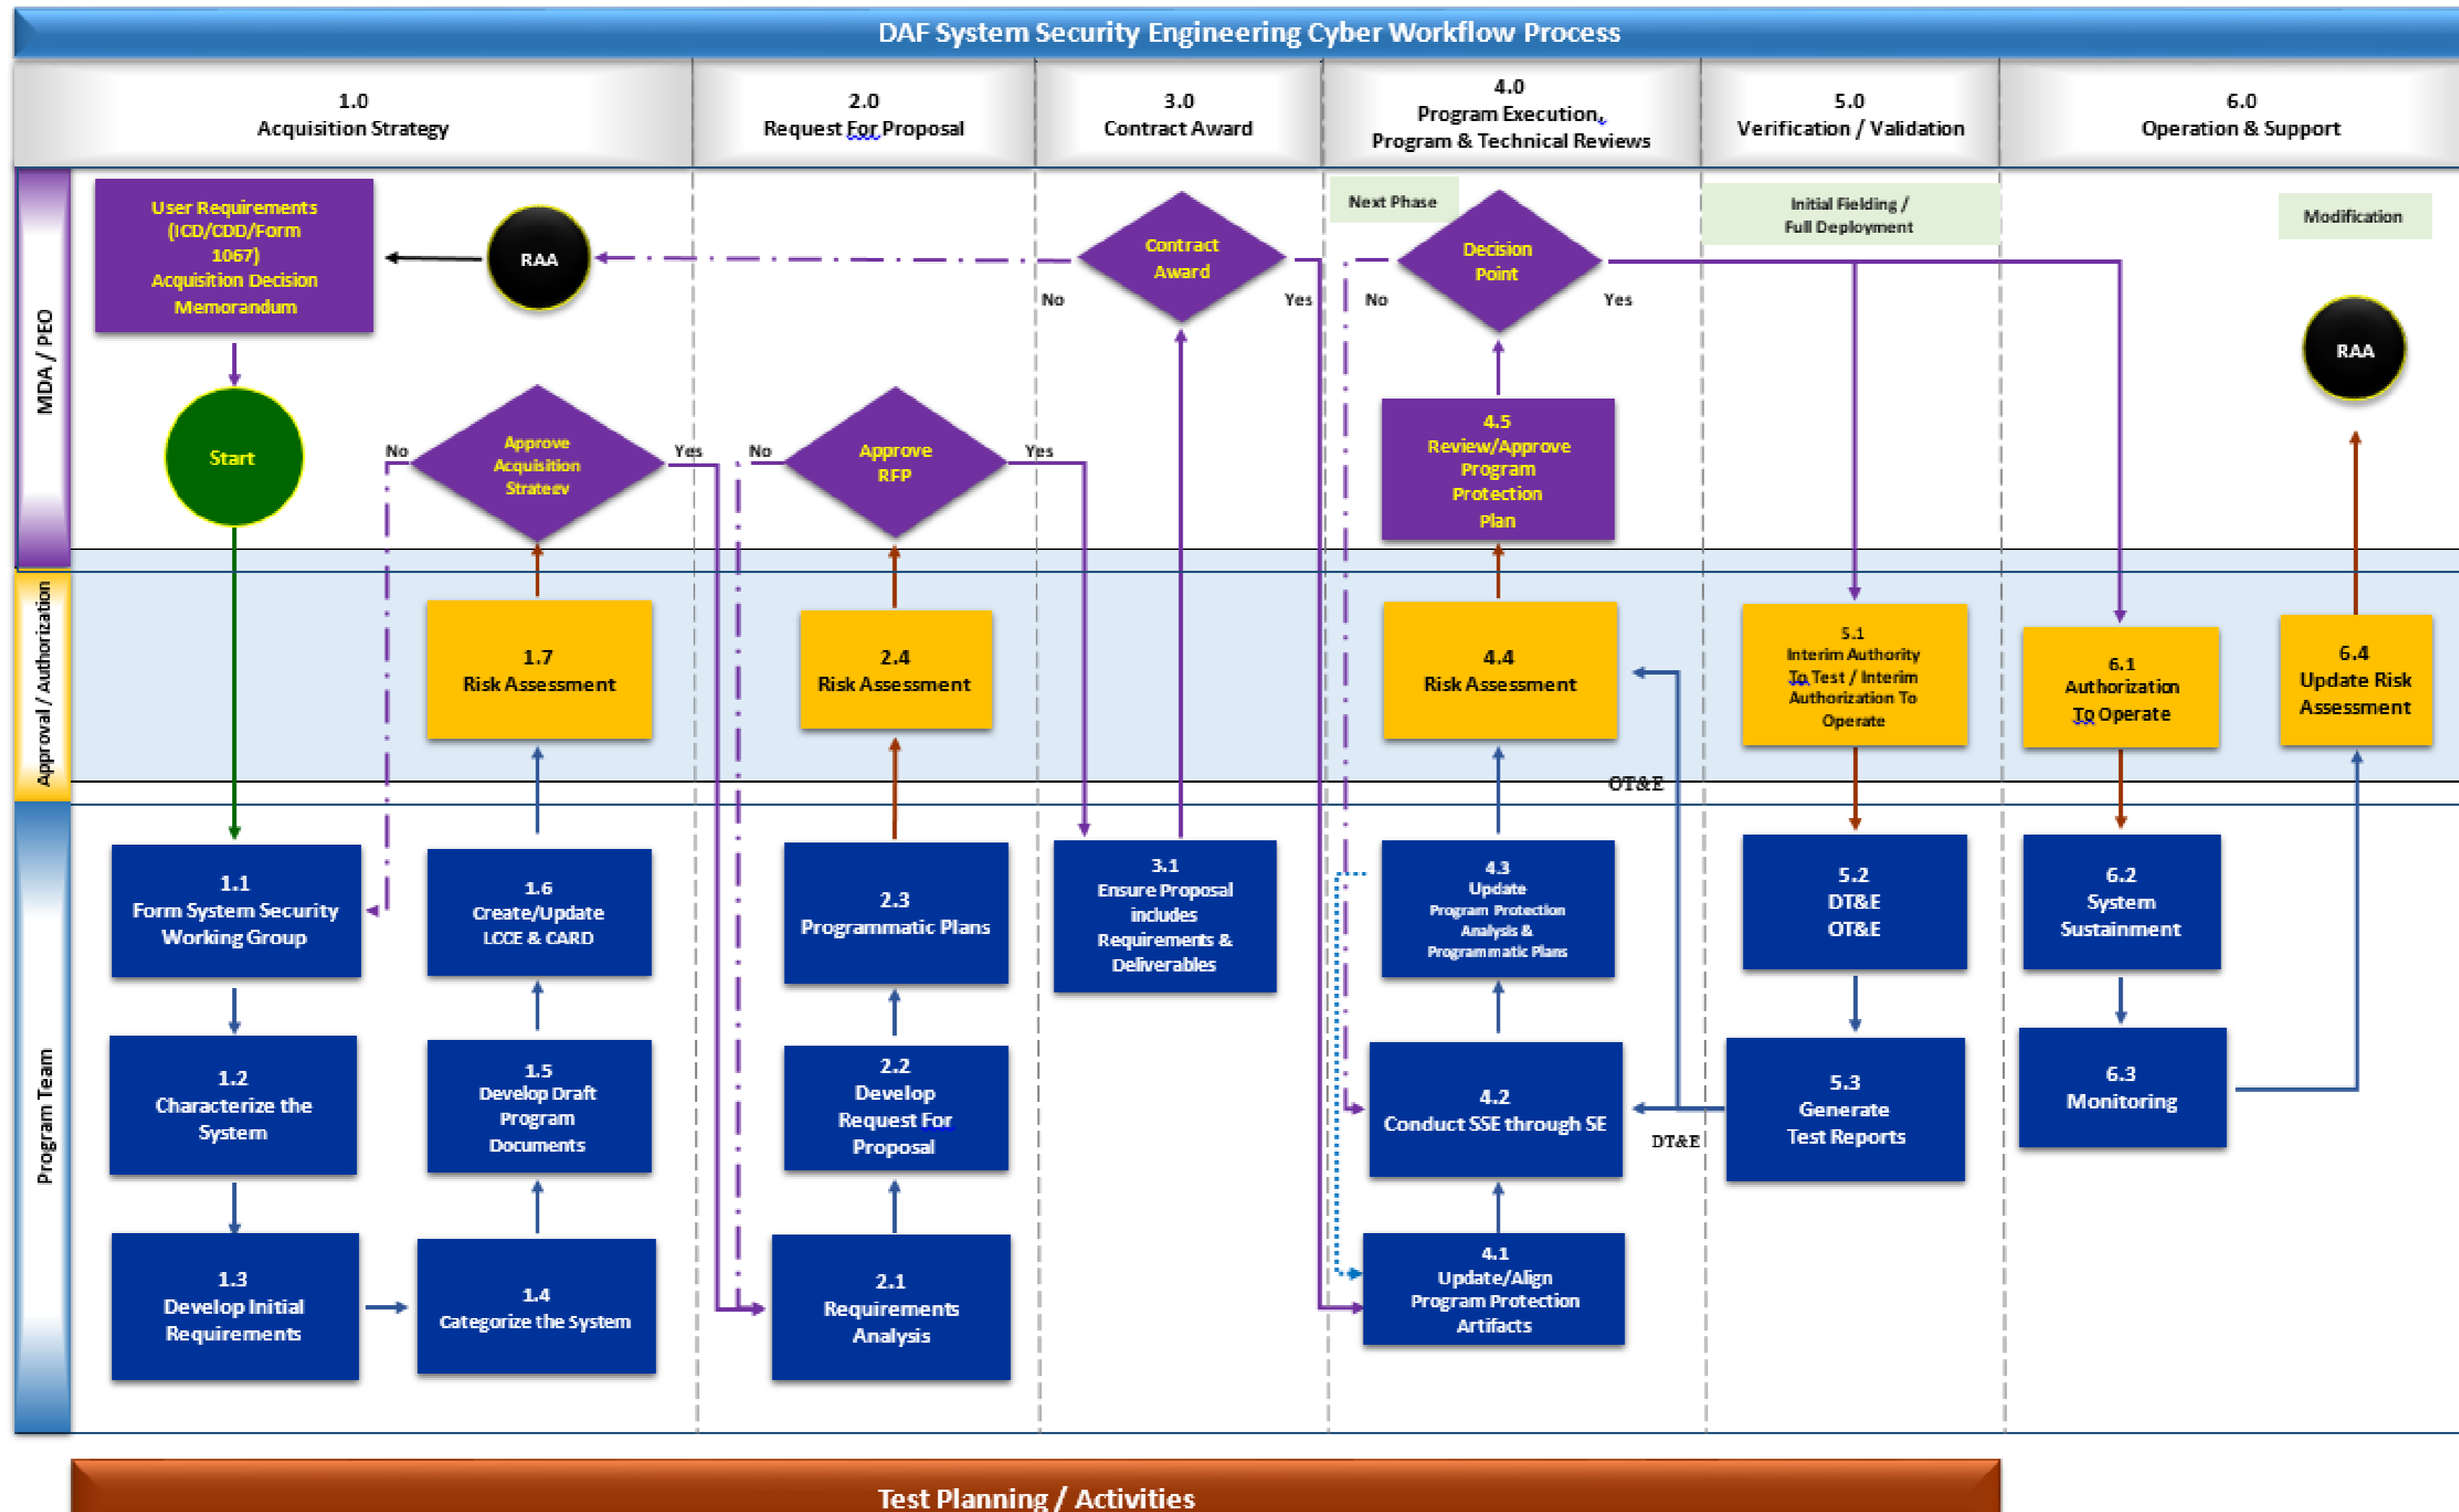 DAF System Security Engineering Cyber Workflow Process
1.0
Acquisition Strategy
2.0
Request For Proposal
3.0
Contract Award
4.0
Program Execution,
Program & Technical Reviews
5.0
Verification / Validation
6.0
Operation & Support
MDA / PEO
User Requirements
(ICD/CDD/Form
1067)
Acquisition Decision
Memorandum
RAA
Contract
Award
No
Yes
Next Phase
Decision
Point
No
Yes
Initial Fielding /
Full Deployment
Modification
RAA
Start
No
Approve
Acquisition
Strategy
Yes
No
Approve
RFP
Yes
4.5
Review/Approve
Program
Protection
Plan
Approval / Authorization
1.7
Risk Assessment
2.4
Risk Assessment
4.4
Risk Assessment
5.1
Interim Authority
To Test / Interim
Authorization To
Operate
6.1
Authorization
To Operate
6.4
Update Risk
Assessment
OT&E
Program Team
1.1
Form System Security
Working Group
1.6
Create/Update
LCCE & CARD
2.3
Programmatic Plans
3.1
Ensure Proposal
includes
Requirements &
Deliverables
4.3
Update
Program Protection
Analysis &
Programmatic Plans
5.2
DT&E
OT&E
6.2
System
Sustainment
1.2
Characterize the
System
1.5
Develop Draft
Program
Documents
2.2
Develop
Request For
Proposal
4.2
Conduct SSE through SE
DT&E
5.3
Generate
Test Reports
6.3
Monitoring
1.3
Develop Initial
Requirements
1.4
Categorize the System
2.1
Requirements
Analysis
4.1
Update/Align
Program Protection
Artifacts
Test Planning / Activities